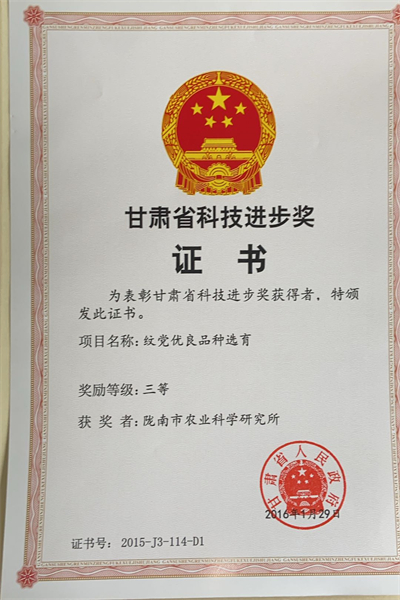 甘肃省科技进步奖
证书
为表彰甘肃省科技进步奖获得者，特颁
发此证书。
项目名称：纹党优良品种选育
奖励等级：三等
获奖者：陇南市农业科学研究所
甘肃省人民政府
2016年1月29日
证书号：2015-J3-114-D1